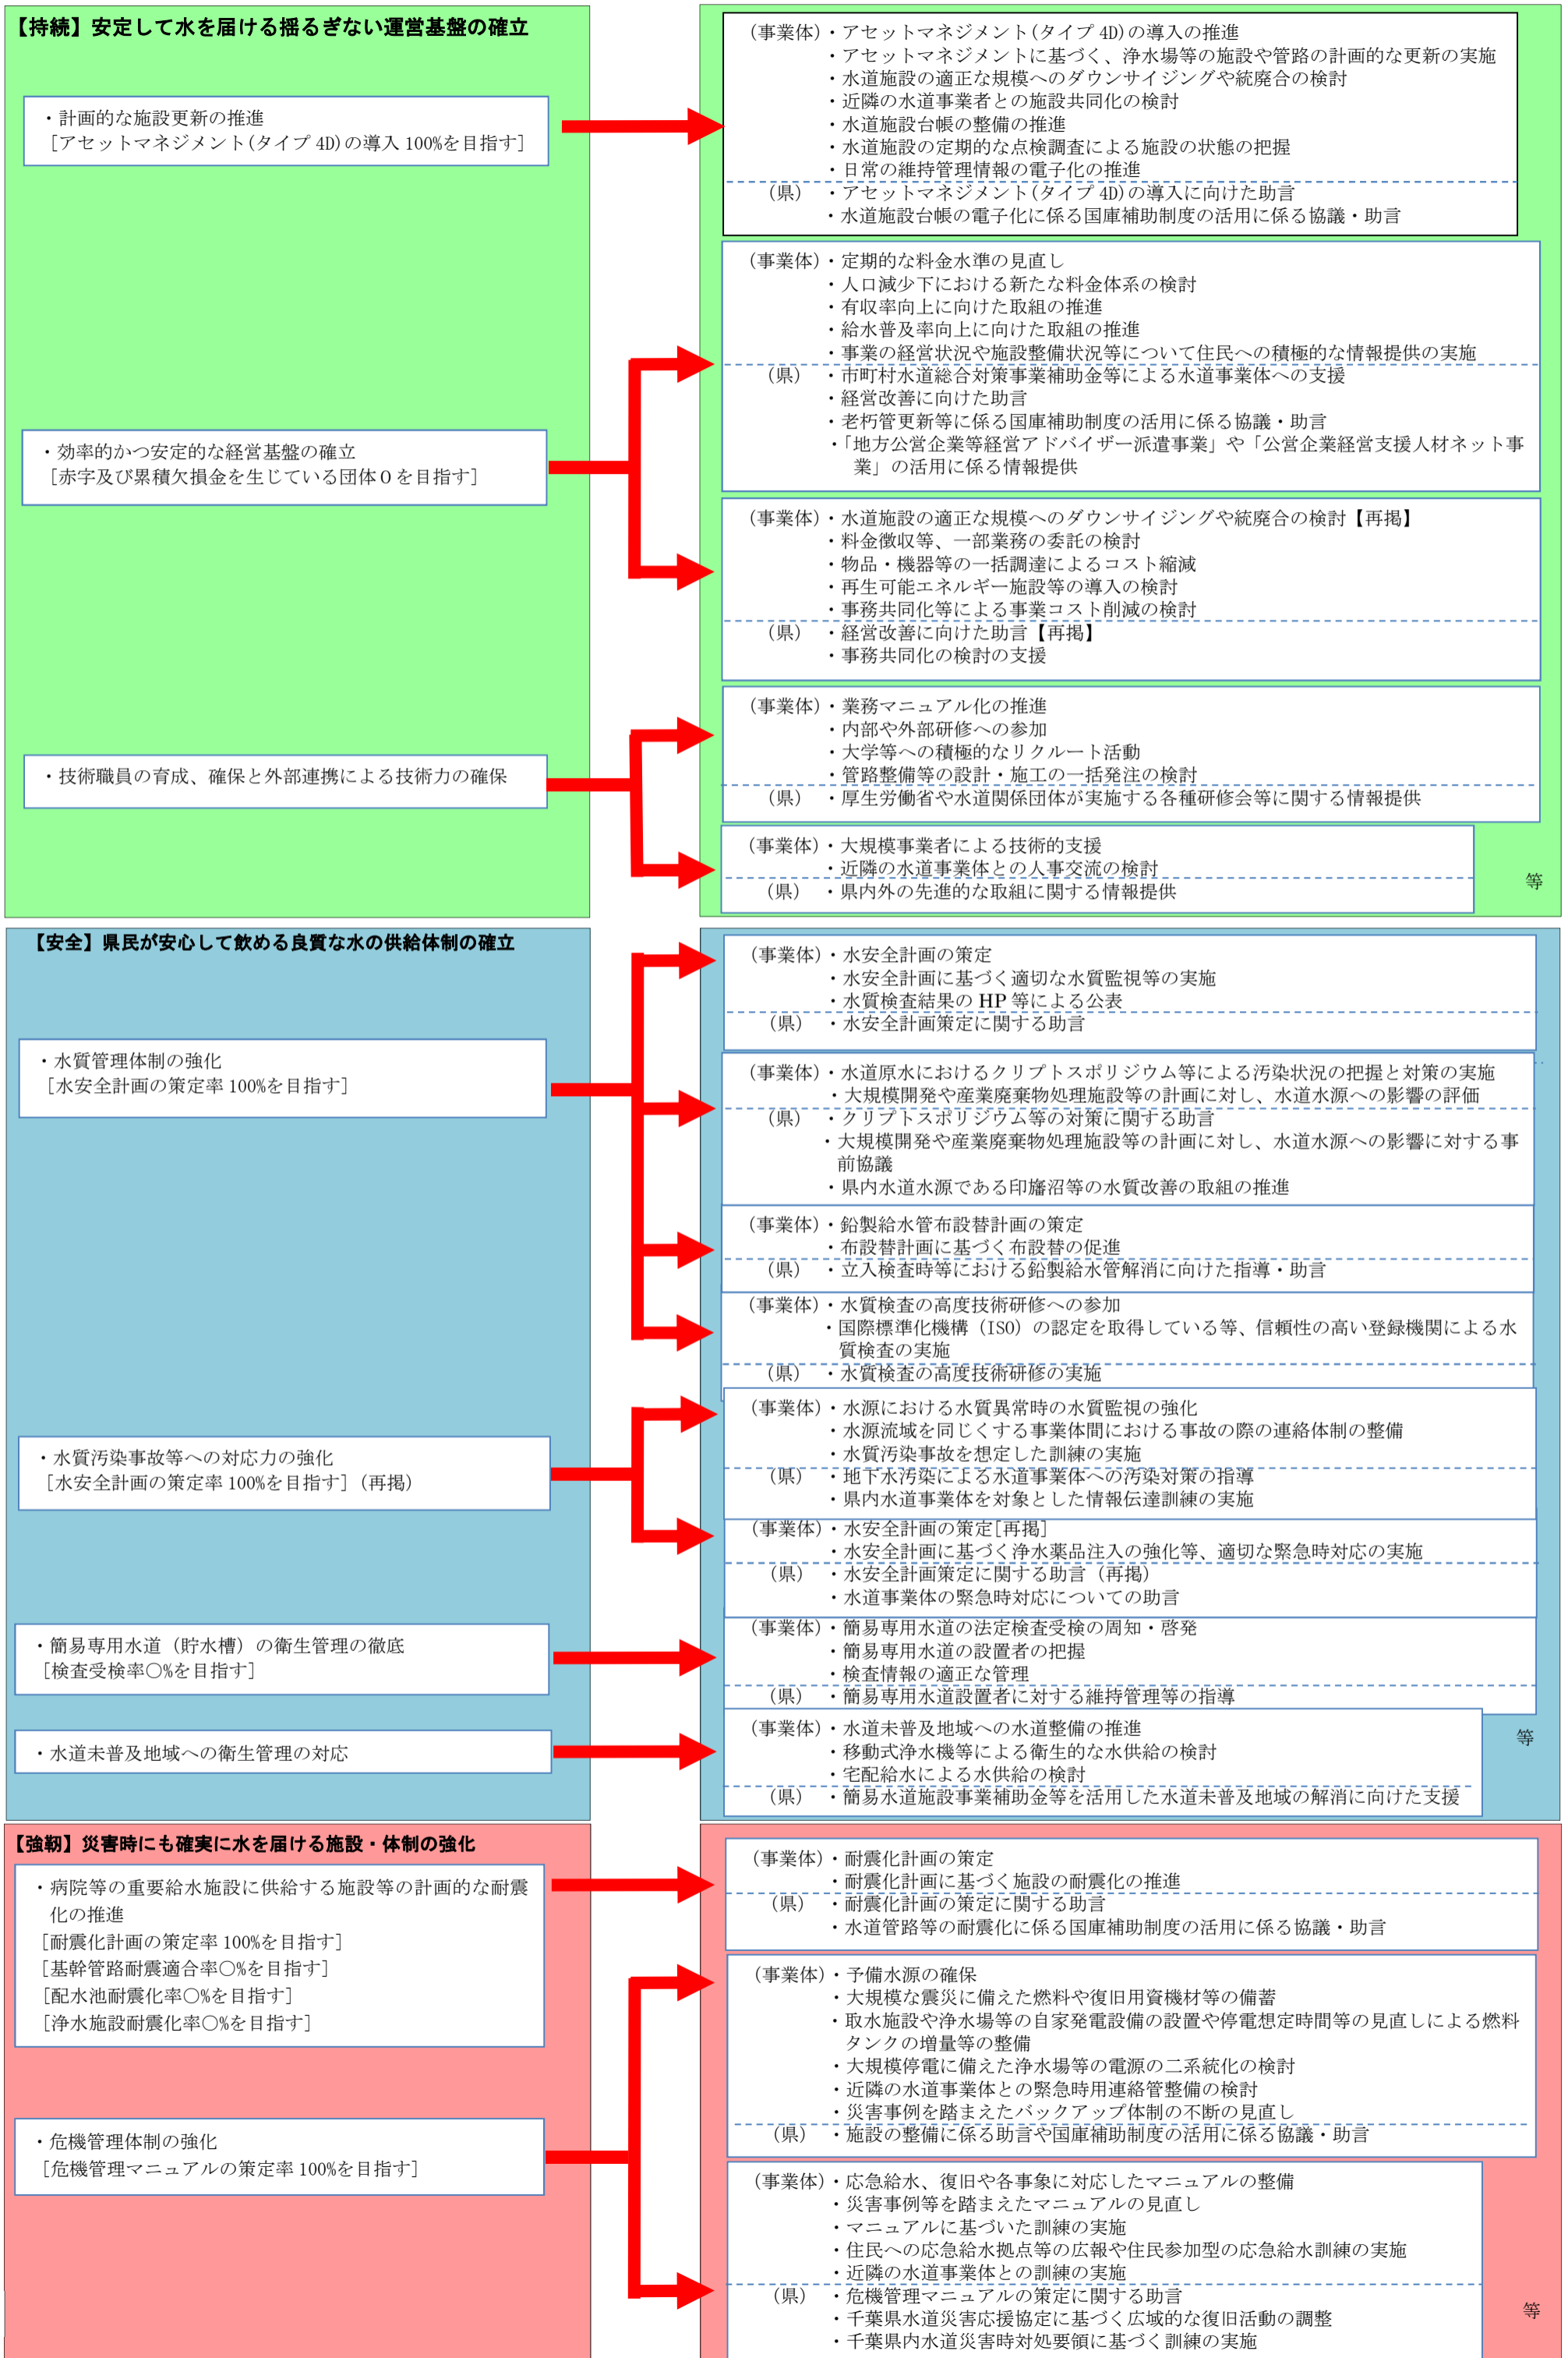 【持続】安定して水を届ける揺るぎない運営基盤の確立
・計画的な施設更新の推進
［アセットマネジメント(タイプ4D)の導入100%を目指す］
(事業体)・アセットマネジメント(タイプ4D)の導入の推進
・アセットマネジメントに基づく、浄水場等の施設や管路の計画的な更新の実施
・水道施設の適正な規模へのダウンサイジングや統廃合の検討
・近隣の水道事業者との施設共同化の検討
・水道施設台帳の整備の推進
・水道施設の定期的な点検調査による施設の状態の把握
・日常の維持管理情報の電子化の推進
(県)　・アセットマネジメント(タイプ4D)の導入に向けた助言
・水道施設台帳の電子化に係る国庫補助制度の活用に係る協議・助言
・効率的かつ安定的な経営基盤の確立
［赤字及び累積欠損金を生じている団体０を目指す］
(事業体)・定期的な料金水準の見直し
・人口減少下における新たな料金体系の検討
・有収率向上に向けた取組の推進
・給水普及率向上に向けた取組の推進
・事業の経営状況や施設整備状況等について住民への積極的な情報提供の実施
(県)　・市町村水道総合対策事業補助金等による水道事業体への支援
・経営改善に向けた助言
・老朽管更新等に係る国庫補助制度の活用に係る協議・助言
・「地方公営企業等経営アドバイザー派遣事業」や「公営企業経営支援人材ネット事
業」の活用に係る情報提供
(事業体)・水道施設の適正な規模へのダウンサイジングや統廃合の検討【再掲】
・料金徴収等、一部業務の委託の検討
・物品・機器等の一括調達によるコスト縮減
・再生可能エネルギー施設等の導入の検討
・事務共同化等による事業コスト削減の検討
(県)　・経営改善に向けた助言【再掲】
・事務共同化の検討の支援
・技術職員の育成、確保と外部連携による技術力の確保
(事業体)・業務マニュアル化の推進
・内部や外部研修への参加
・大学等への積極的なリクルート活動
・管路整備等の設計・施工の一括発注の検討
(県)　・厚生労働省や水道関係団体が実施する各種研修会等に関する情報提供
(事業体)・大規模事業者による技術的支援
・近隣の水道事業体との人事交流の検討
(県)　・県内外の先進的な取組に関する情報提供
等
【安全】県民が安心して飲める良質な水の供給体制の確立
・水質管理体制の強化
［水安全計画の策定率100%を目指す］
(事業体)・水安全計画の策定
・水安全計画に基づく適切な水質監視等の実施
・水質検査結果のHP等による公表
(県)　・水安全計画策定に関する助言
(事業体)・水道原水におけるクリプトスポリジウム等による汚染状況の把握と対策の実施
・大規模開発や産業廃棄物処理施設等の計画に対し、水道水源への影響の評価
(県)　・クリプトスポリジウム等の対策に関する助言
・大規模開発や産業廃棄物処理施設等の計画に対し、水道水源への影響に対する事
前協議
・県内水道水源である印旛沼等の水質改善の取組の推進
(事業体)・鉛製給水管布設替計画の策定
・布設替計画に基づく布設替の促進
(県)　・立入検査時等における鉛製給水管解消に向けた指導・助言
(事業体)・水質検査の高度技術研修への参加
・国際標準化機構（ISO）の認定を取得している等、信頼性の高い登録機関による水
質検査の実施
(県)　・水質検査の高度技術研修の実施
・水質汚染事故等への対応力の強化
［水安全計画の策定率100%を目指す］(再掲)
(事業体)・水源における水質異常時の水質監視の強化
・水源流域を同じくする事業体間における事故の際の連絡体制の整備
・水質汚染事故を想定した訓練の実施
(県)　・地下水汚染による水道事業体への汚染対策の指導
・県内水道事業体を対象とした情報伝達訓練の実施
(事業体)・水安全計画の策定[再掲]
・水安全計画に基づく浄水薬品注入の強化等、適切な緊急時対応の実施
(県)　・水安全計画策定に関する助言（再掲）
・水道事業体の緊急時対応についての助言
・簡易専用水道（貯水槽）の衛生管理の徹底
［検査受検率〇%を目指す］
(事業体)・簡易専用水道の法定検査受検の周知・啓発
・簡易専用水道の設置者の把握
・検査情報の適正な管理
(県)　・簡易専用水道設置者に対する維持管理等の指導
・水道未普及地域への衛生管理の対応
(事業体)・水道未普及地域への水道整備の推進
・移動式浄水機等による衛生的な水供給の検討
・宅配給水による水供給の検討
(県)　・簡易水道施設事業補助金等を活用した水道未普及地域の解消に向けた支援
等
【強靭】災害時にも確実に水を届ける施設・体制の強化
・病院等の重要給水施設に供給する施設等の計画的な耐震
化の推進
［耐震化計画の策定率100%を目指す］
［基幹管路耐震適合率〇%を目指す］
［配水池耐震化率〇%を目指す］
［浄水施設耐震化率〇%を目指す］
(事業体)・耐震化計画の策定
・耐震化計画に基づく施設の耐震化の推進
(県)　・耐震化計画の策定に関する助言
・水道管路等の耐震化に係る国庫補助制度の活用に係る協議・助言
・危機管理体制の強化
［危機管理マニュアルの策定率100%を目指す］
(事業体)・予備水源の確保
・大規模な震災に備えた燃料や復旧用資機材等の備蓄
・取水施設や浄水場等の自家発電設備の設置や停電想定時間等の見直しによる燃料
タンクの増量等の整備
・大規模停電に備えた浄水場等の電源の二系統化の検討
・近隣の水道事業体との緊急時用連絡管整備の検討
・災害事例を踏まえたバックアップ体制の不断の見直し
(県)　・施設の整備に係る助言や国庫補助制度の活用に係る協議・助言
(事業体)・応急給水、復旧や各事象に対応したマニュアルの整備
・災害事例等を踏まえたマニュアルの見直し
・マニュアルに基づいた訓練の実施
・住民への応急給水拠点等の広報や住民参加型の応急給水訓練の実施
・近隣の水道事業体との訓練の実施
(県)　・危機管理マニュアルの策定に関する助言
・千葉県水道災害応援協定に基づく広域的な復旧活動の調整
・千葉県内水道災害時対処要領に基づく訓練の実施
等